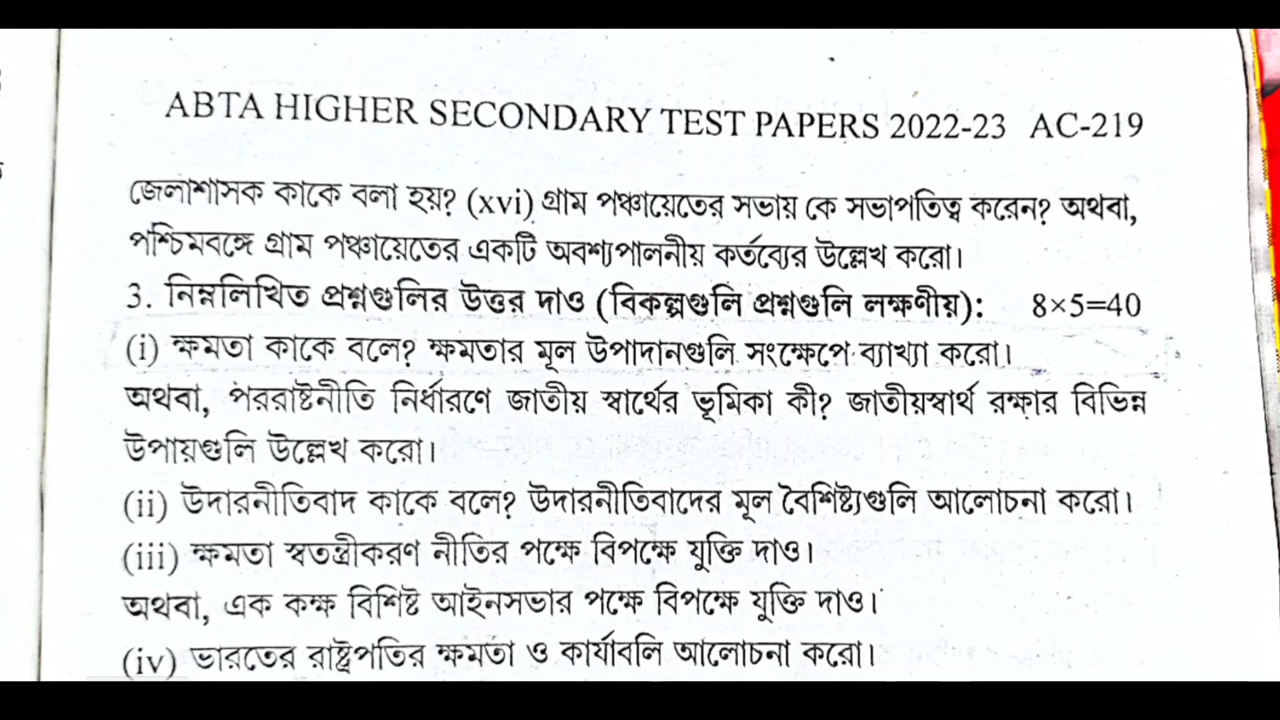 ABTA HIGHER SECONDARY TEST PAPERS 2022-23 AC-219
জেলাশাসক কাকে বলা হয়? (xvi) গ্রাম পঞ্চায়েতের সভায় কে সভাপতিত্ব করেন? অথবা,
পশ্চিমবঙ্গে গ্রাম পঞ্চায়েতের একটি অবশ্যপালনীয় কর্তব্যের উল্লেখ করো।
3. নিম্নলিখিত প্রশ্নগুলির উত্তর দাও (বিকল্পগুলি প্রশ্নগুলি লক্ষণীয়): 8×5=40
(i) ক্ষমতা কাকে বলে? ক্ষমতার মূল উপাদানগুলি সংক্ষেপে ব্যাখ্যা করো।
অথবা, পররাষ্টনীতি নির্ধারণে জাতীয় স্বার্থের ভূমিকা কী? জাতীয়স্বার্থ রক্ষার বিভিন্ন
উপায়গুলি উল্লেখ করো।
(ii) উদারনীতিবাদ কাকে বলে? উদারনীতিবাদের মূল বৈশিষ্ট্যগুলি আলোচনা করো।
(iii) ক্ষমতা স্বতন্ত্রীকরণ নীতির পক্ষে বিপক্ষে যুক্তি দাও।
অথবা, এক কক্ষ বিশিষ্ট আইনসভার পক্ষে বিপক্ষে যুক্তি দাও।
(iv) ভারতের রাষ্ট্রপতির ক্ষমতা ও কার্যাবলি আলোচনা করো।